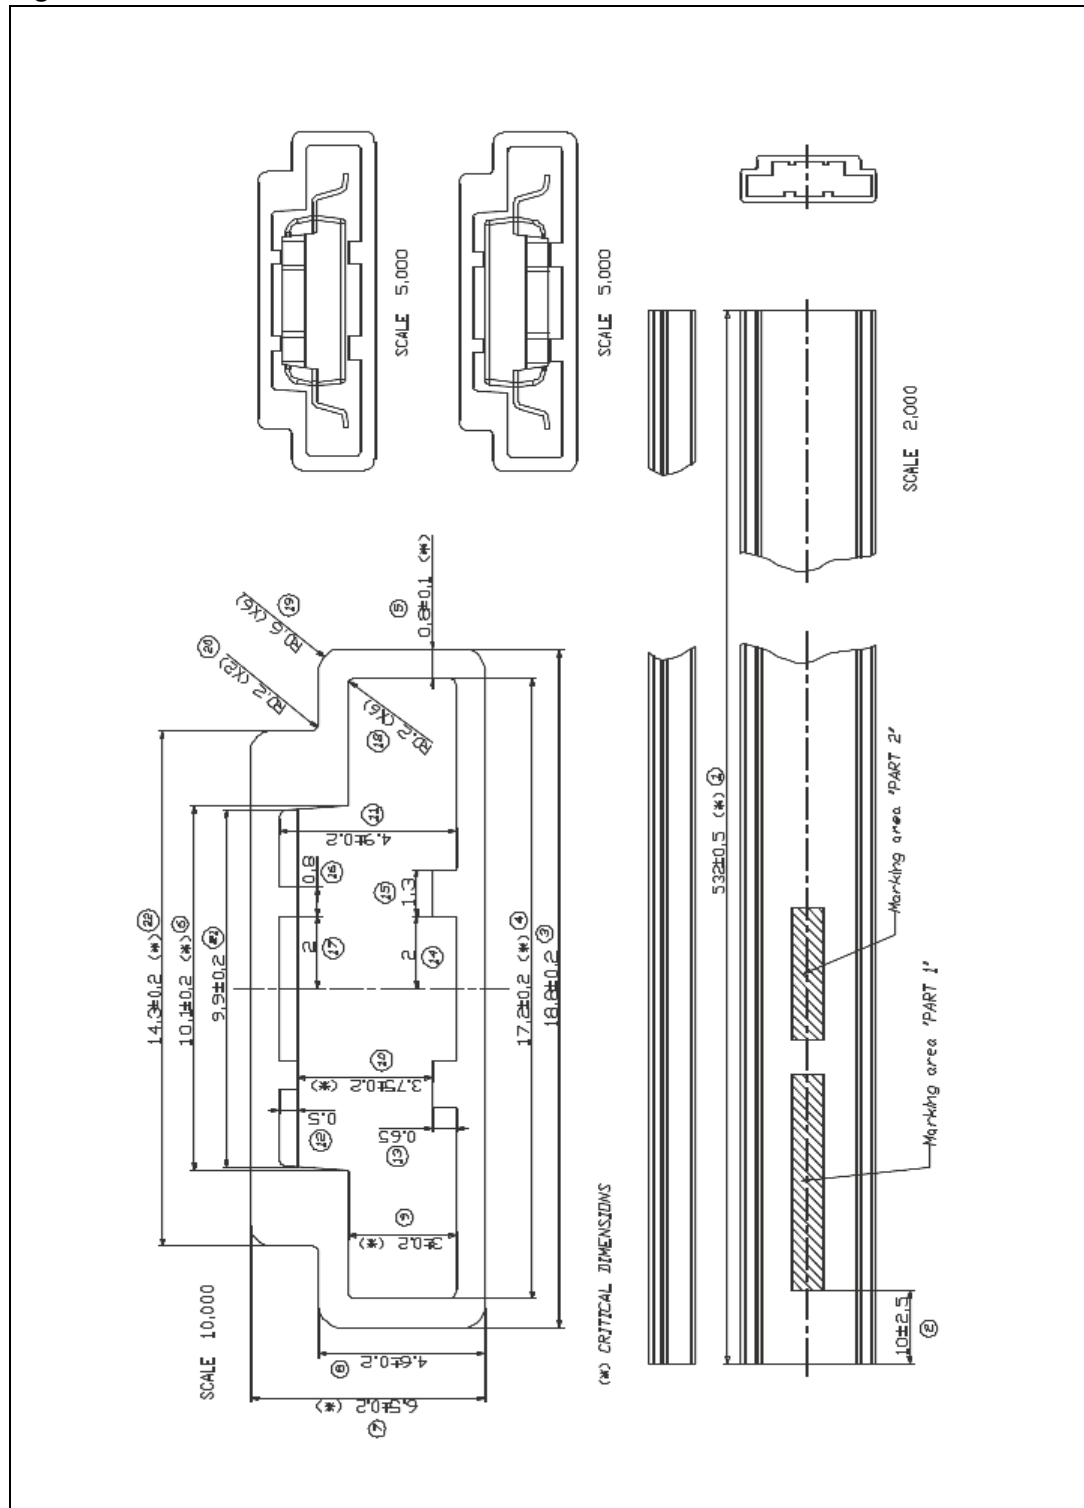 SCALE 5,000
SCALE 5,000
SCALE 2,000
SCALE 10,000
R0,6 (X6) 19
R0,2 (X2) 20
0,8±0,1 (*) 5
R0,2 (X6) 18
4.9±0.2 11
0,8 16
1,3 15
2 17
2 14
14,3±0,2 (*) 22
10,1±0,2 (*) 6
9,9±0,2 21
17,2±0,2 (*) 4
18,8±0,2 3
3.75±0.2 (*) 10
0.5 12
0.65 13
3±0.2 (*) 9
4.6±0.2 8
6.5±0.2 (*) 7
(*) CRITICAL DIMENSIONS
532±0,5 (*) 1
Marking area "PART 2"
Marking area "PART 1"
10±2,5 2